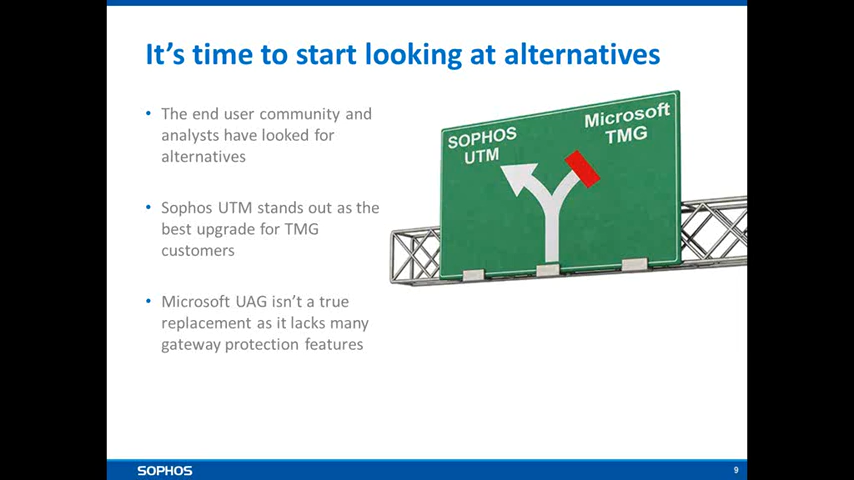 It's time to start looking at alternatives
• The end user community and
analysts have looked for
alternatives
• Sophos UTM stands out as the
best upgrade for TMG
customers
• Microsoft UAG isn't a true
replacement as it lacks many
gateway protection features
SOPHOS
UTM
Microsoft
TMG
SOPHOS
9